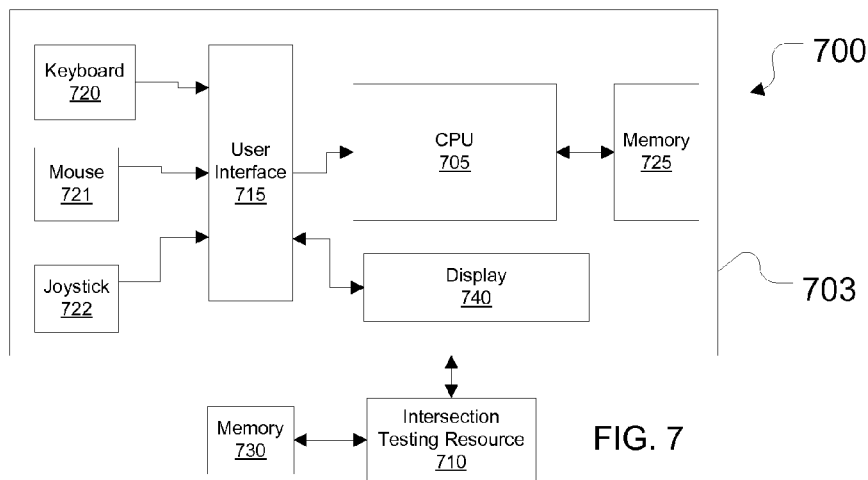 Keyboard
720
Mouse
721
Joystick
722
User
Interface
715
CPU
705
Memory
725
Display
740
700
703
Memory
730
Intersection
Testing Resource
710
FIG. 7